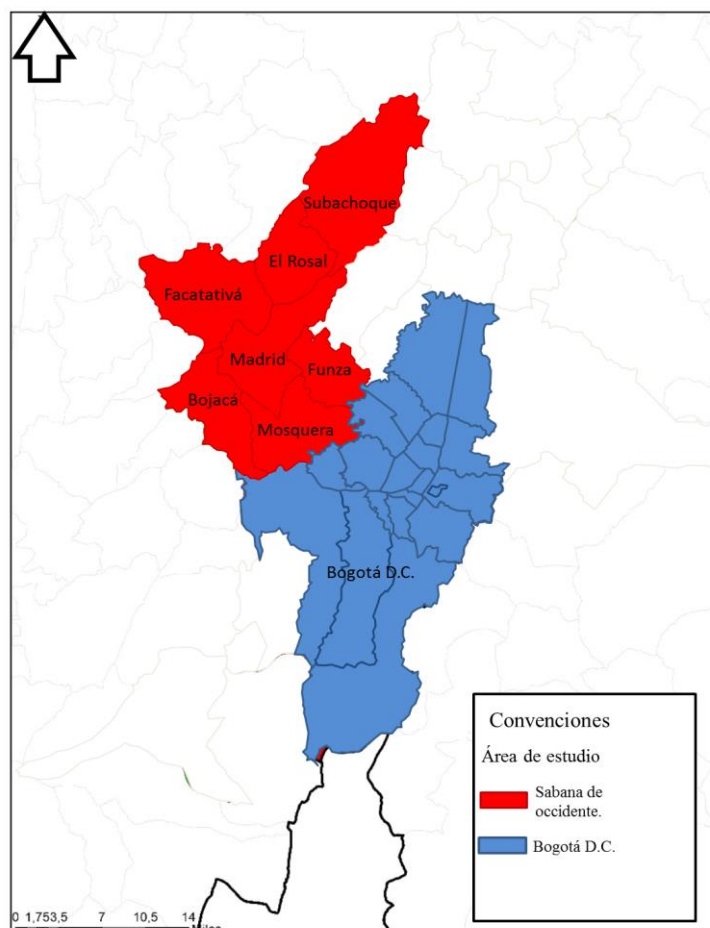 Subachoque
El Rosal
Facatativá
Madrid
Funza
Bojacá
Mosquera
Bogotá D.C.
Convenciones
Área de estudio
Sabana de
occidente.
Bogotá D.C.
0 1,753,5 7 10,5 14